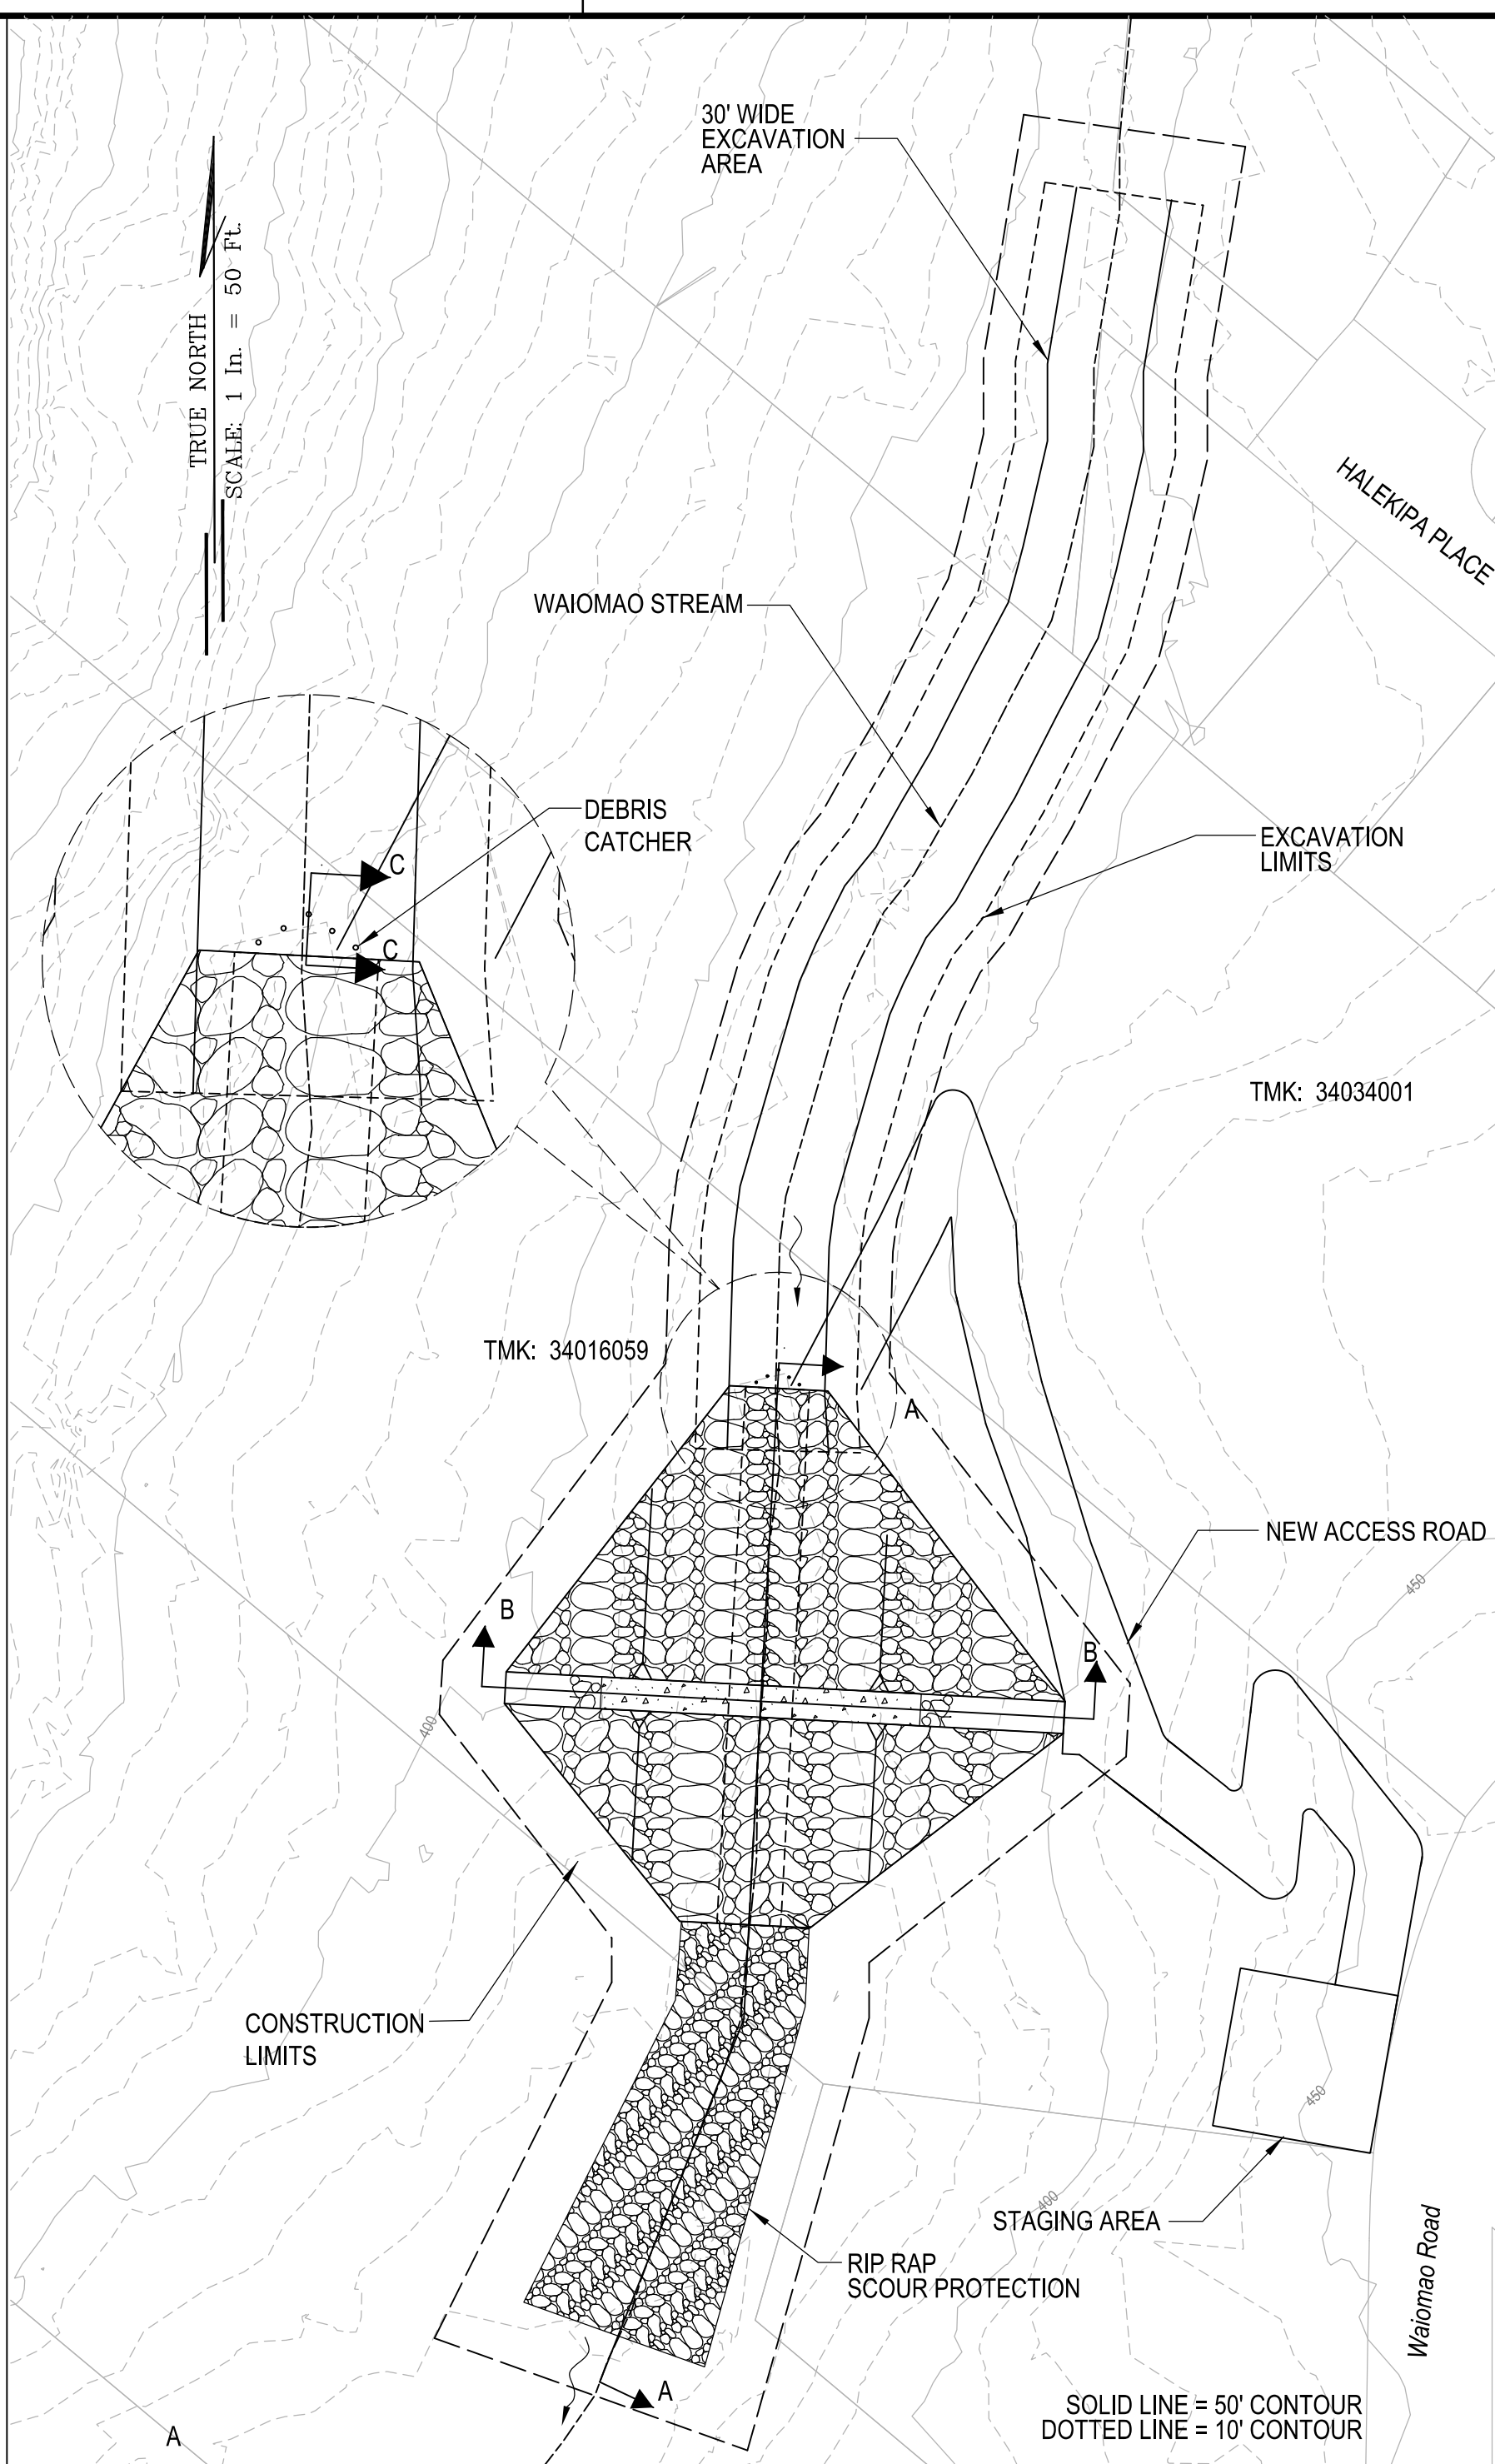 30' WIDE
EXCAVATION
AREA
TRUE NORTH
SCALE: 1 In. = 50 Ft.
HALEKIPA PLACE
WAIOMAO STREAM
DEBRIS
CATCHER
EXCAVATION
LIMITS
C
C
TMK: 34034001
TMK: 34016059
A
NEW ACCESS ROAD
450
B
B
400
CONSTRUCTION
LIMITS
450
400
STAGING AREA
RIP RAP
SCOUR PROTECTION
Waiomao Road
A
SOLID LINE = 50' CONTOUR
DOTTED LINE = 10' CONTOUR
A